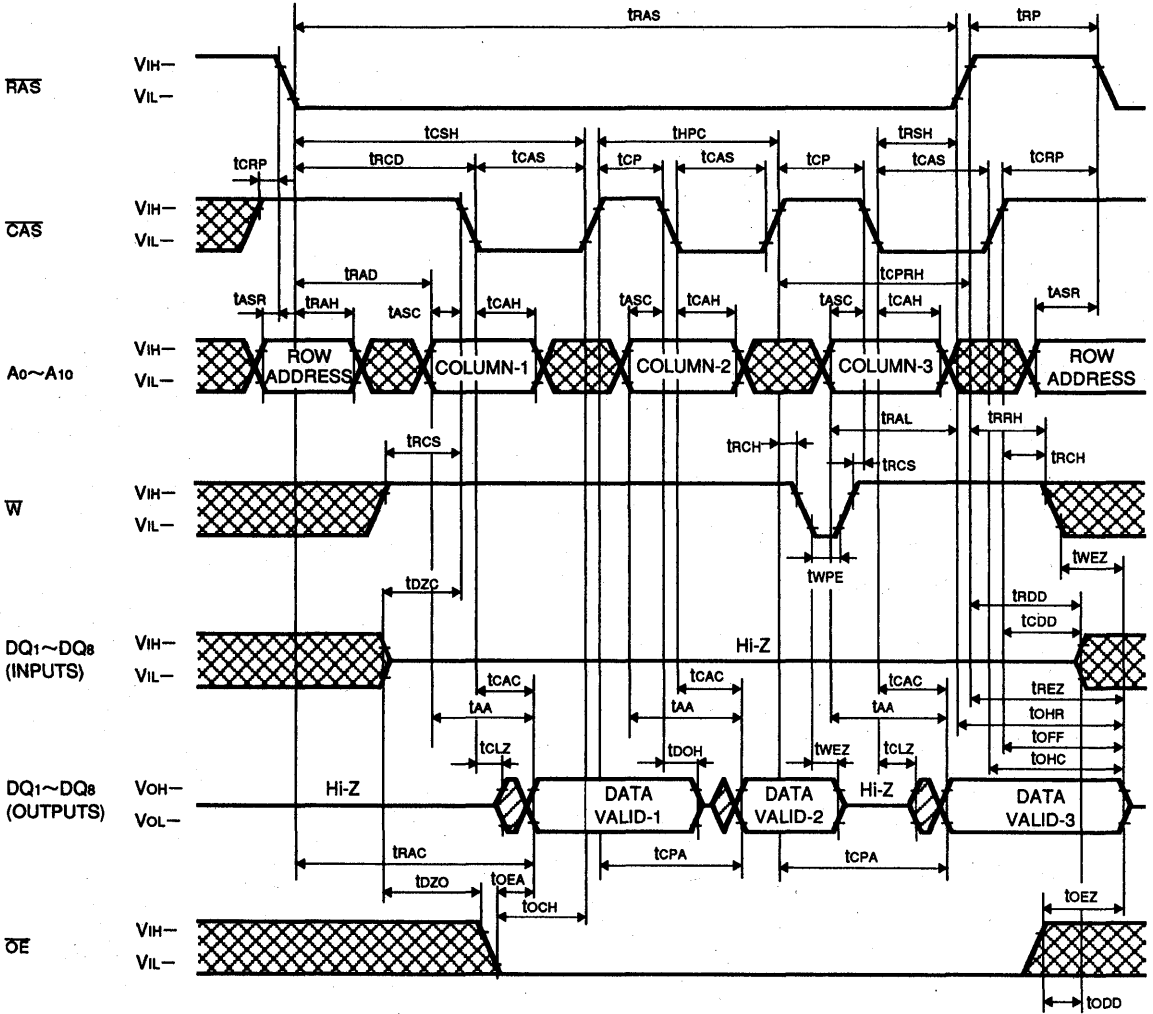 tRAS tRP
RAS VIH
VIL
tCSH tHPC tRSH
tCRP tRCD tCAS tCP tCAS tCP tCAS tCRP
CAS VIH
VIL
tRAD tCPRH
tASR tRAH tASC tCAH tASC tCAH tASC tCAH tASR
A0~A10 VIH
VIL
ROW ADDRESS COLUMN-1 COLUMN-2 COLUMN-3 ROW ADDRESS
tRAL tRRH
tRCS tRCH tRCS tRCH
W VIH
VIL
tWPE tWEZ
tDZC tRDD
tCDD
DQ1~DQ8 (INPUTS) VIH
VIL
Hi-Z
tCAC tCAC tCAC tREZ
tAA tAA tAA tOHR
tOFF
tCLZ tDOH tWEZ tCLZ tOHC
DQ1~DQ8 (OUTPUTS) VOH
VOL
Hi-Z DATA VALID-1 DATA VALID-2 Hi-Z DATA VALID-3
tRAC tCPA tCPA
tDZO tOEA
tOCH tOEZ
OE VIH
VIL
tODD